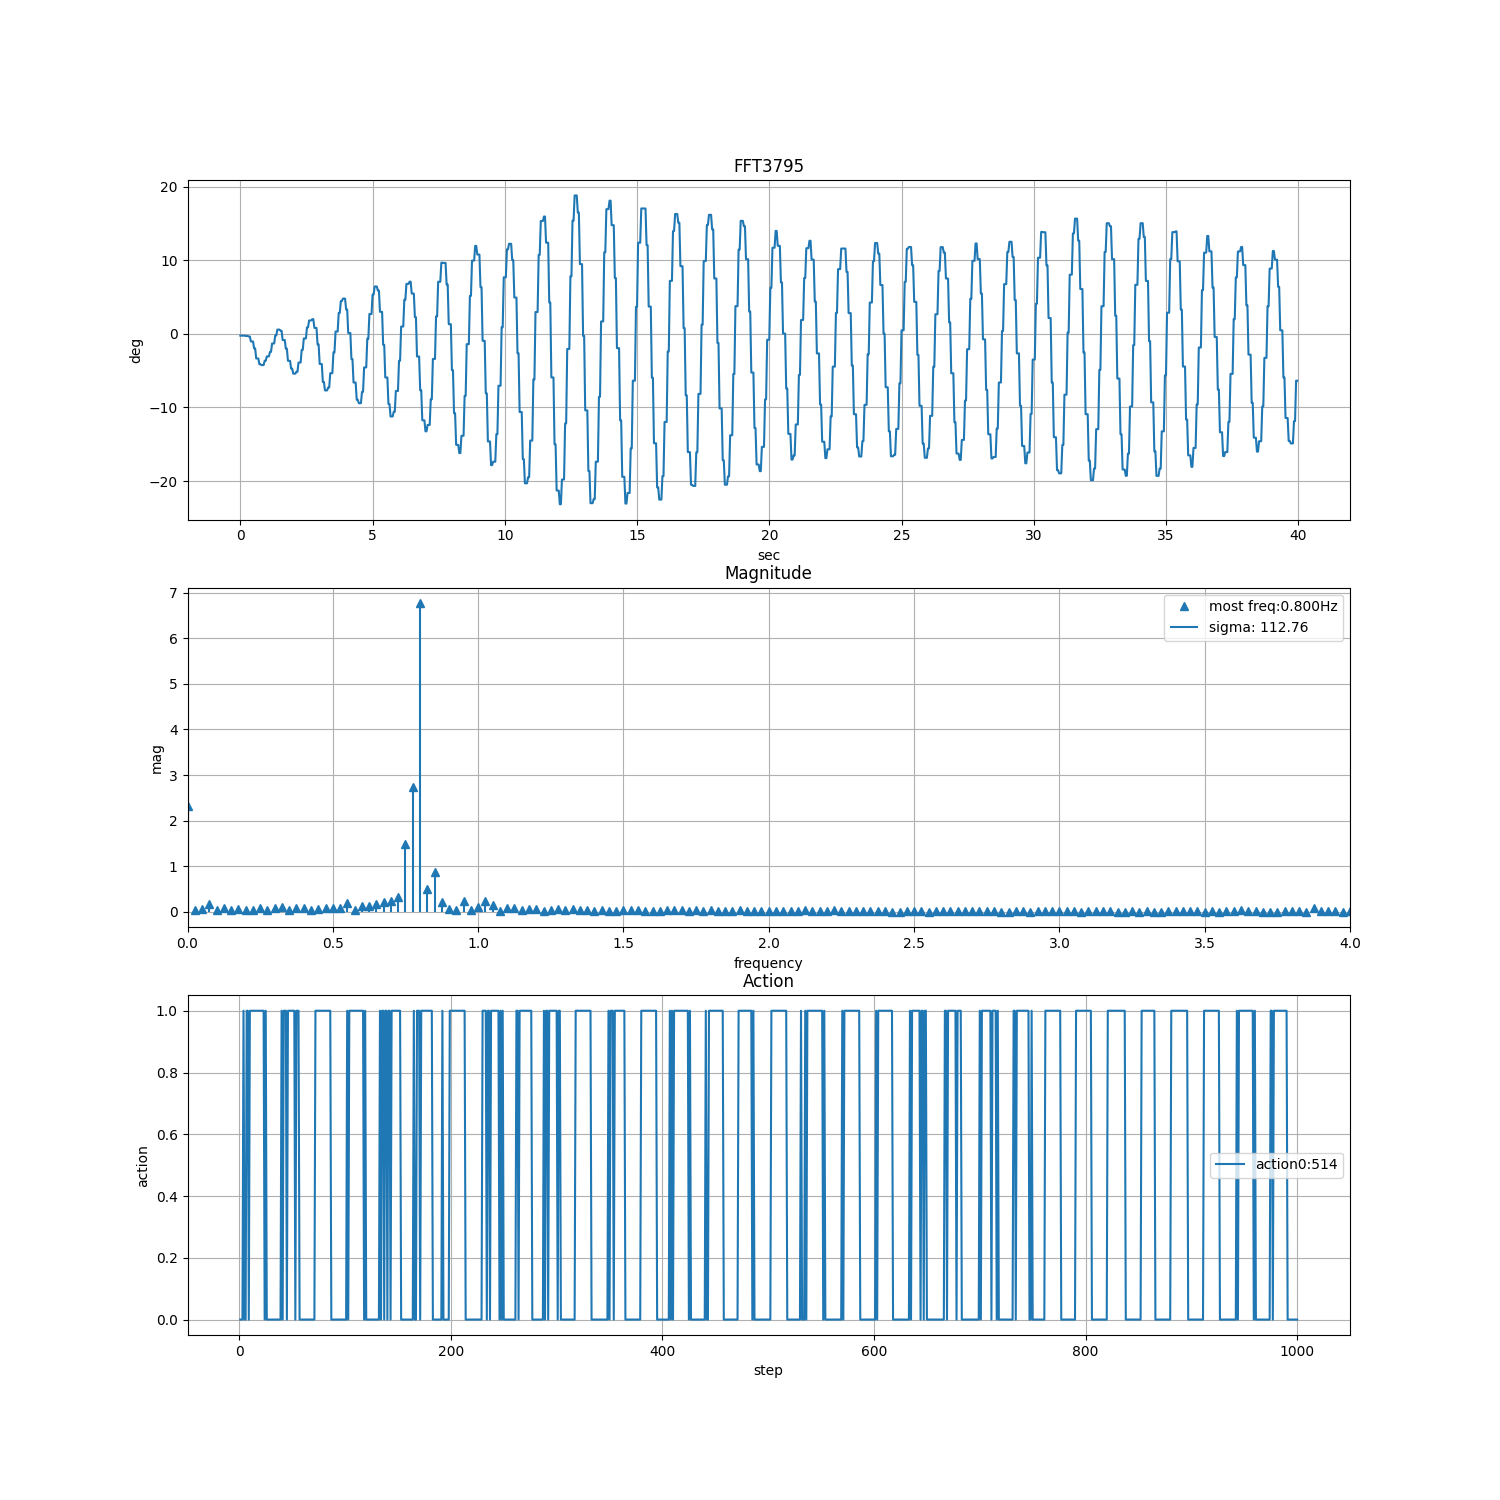 FFT3795
20
10
0
−10
−20
deg
0 5 10 15 20 25 30 35 40
sec
Magnitude
7
6
5
4
3
2
1
0
mag
most freq:0.800Hz
sigma: 112.76
0.0 0.5 1.0 1.5 2.0 2.5 3.0 3.5 4.0
frequency
Action
1.0
0.8
0.6
0.4
0.2
0.0
action
action0:514
0 200 400 600 800 1000
step